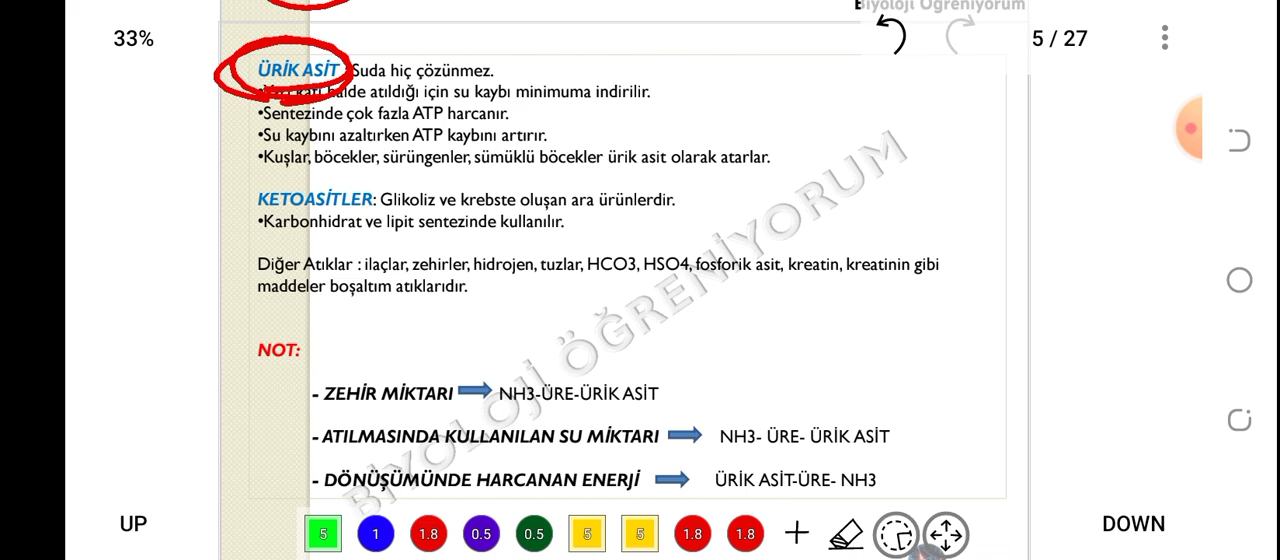 Biyoloji Öğreniyorum
33%
5 / 27
ÜRİK ASİT : Suda hiç çözünmez.
katı halde atıldığı için su kaybı minimuma indirilir.
•Sentezinde çok fazla ATP harcanır.
•Su kaybını azaltırken ATP kaybını artırır.
•Kuşlar, böcekler, sürüngenler, sümüklü böcekler ürik asit olarak atarlar.
KETOASİTLER: Glikoliz ve krebste oluşan ara ürünlerdir.
•Karbonhidrat ve lipit sentezinde kullanılır.
Diğer Atıklar : ilaçlar, zehirler, hidrojen, tuzlar, HCO3, HSO4, fosforik asit, kreatin, kreatinin gibi
maddeler boşaltım atıklarıdır.
NOT:
- ZEHİR MİKTARI NH3-ÜRE-ÜRİK ASİT
- ATILMASINDA KULLANILAN SU MİKTARI NH3- ÜRE- ÜRİK ASİT
- DÖNÜŞÜMÜNDE HARCANAN ENERJİ ÜRİK ASİT-ÜRE- NH3
BİYOLOJİ ÖĞRENİYORUM
UP
5 1 1.8 0.5 0.5 5 5 1.8 1.8
DOWN